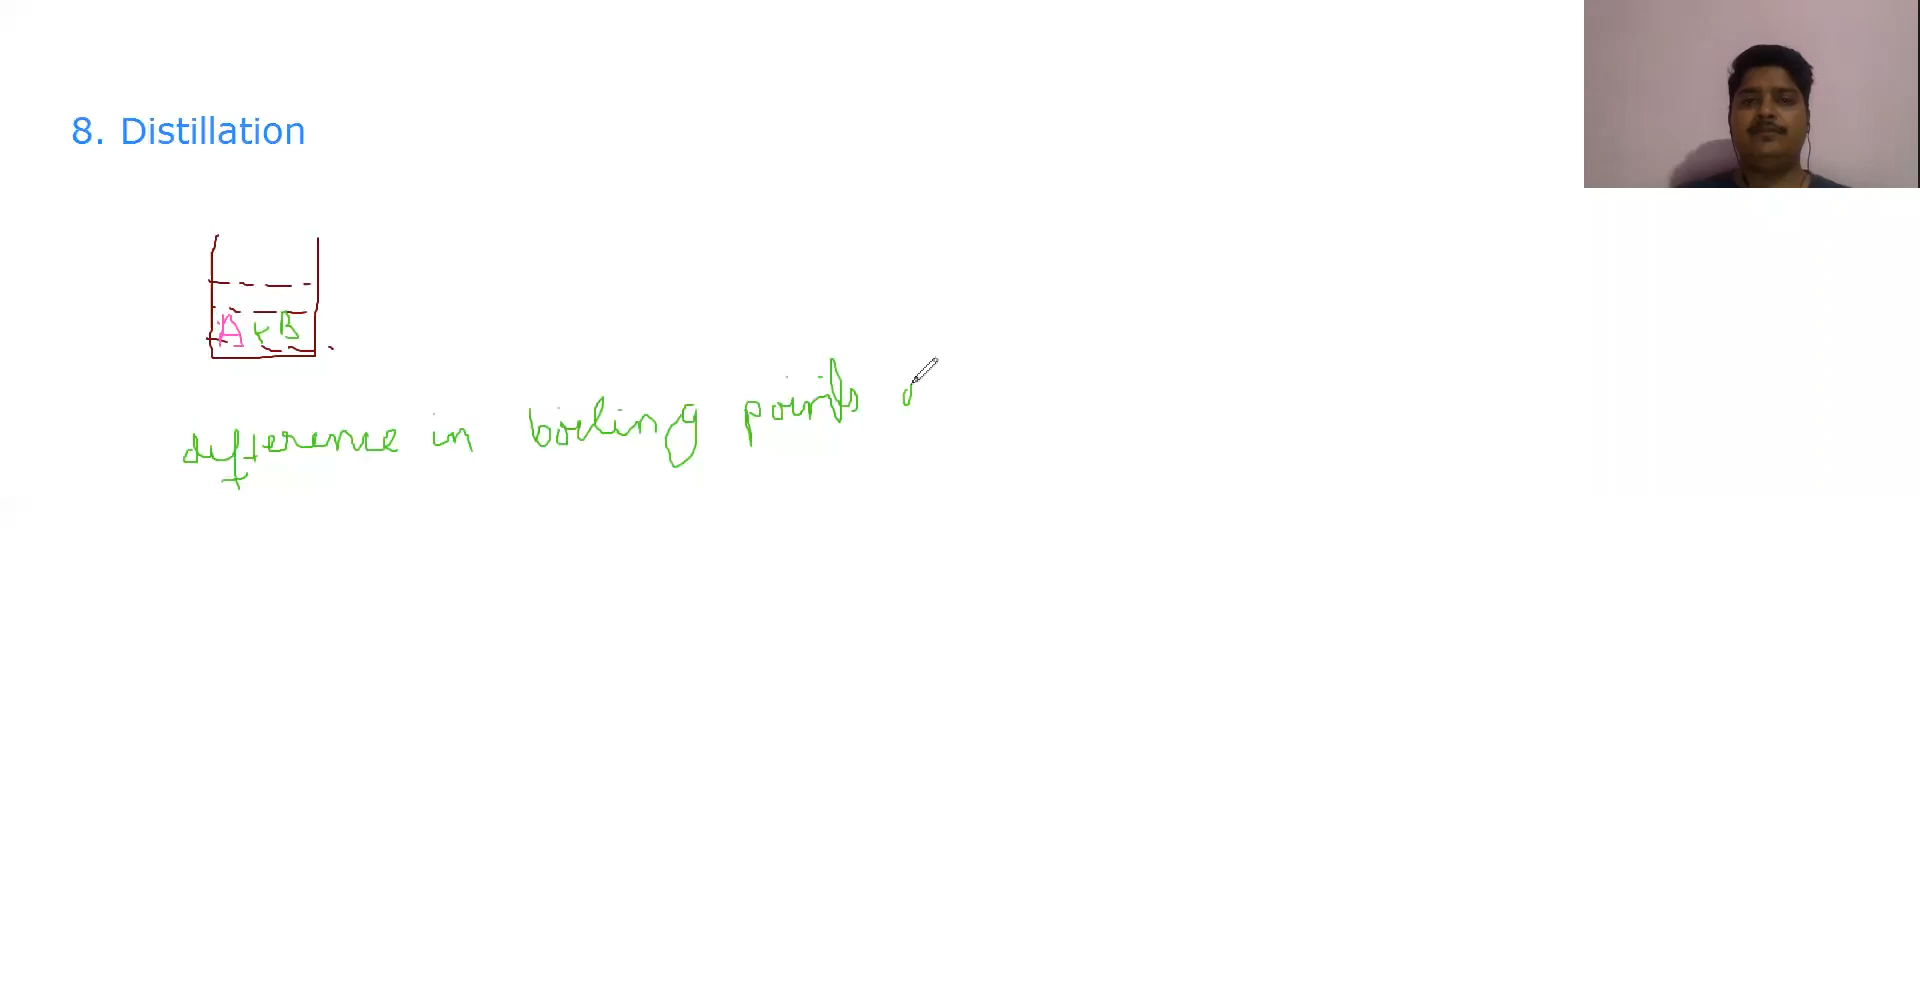 8. Distillation
A + B
difference in boiling points o